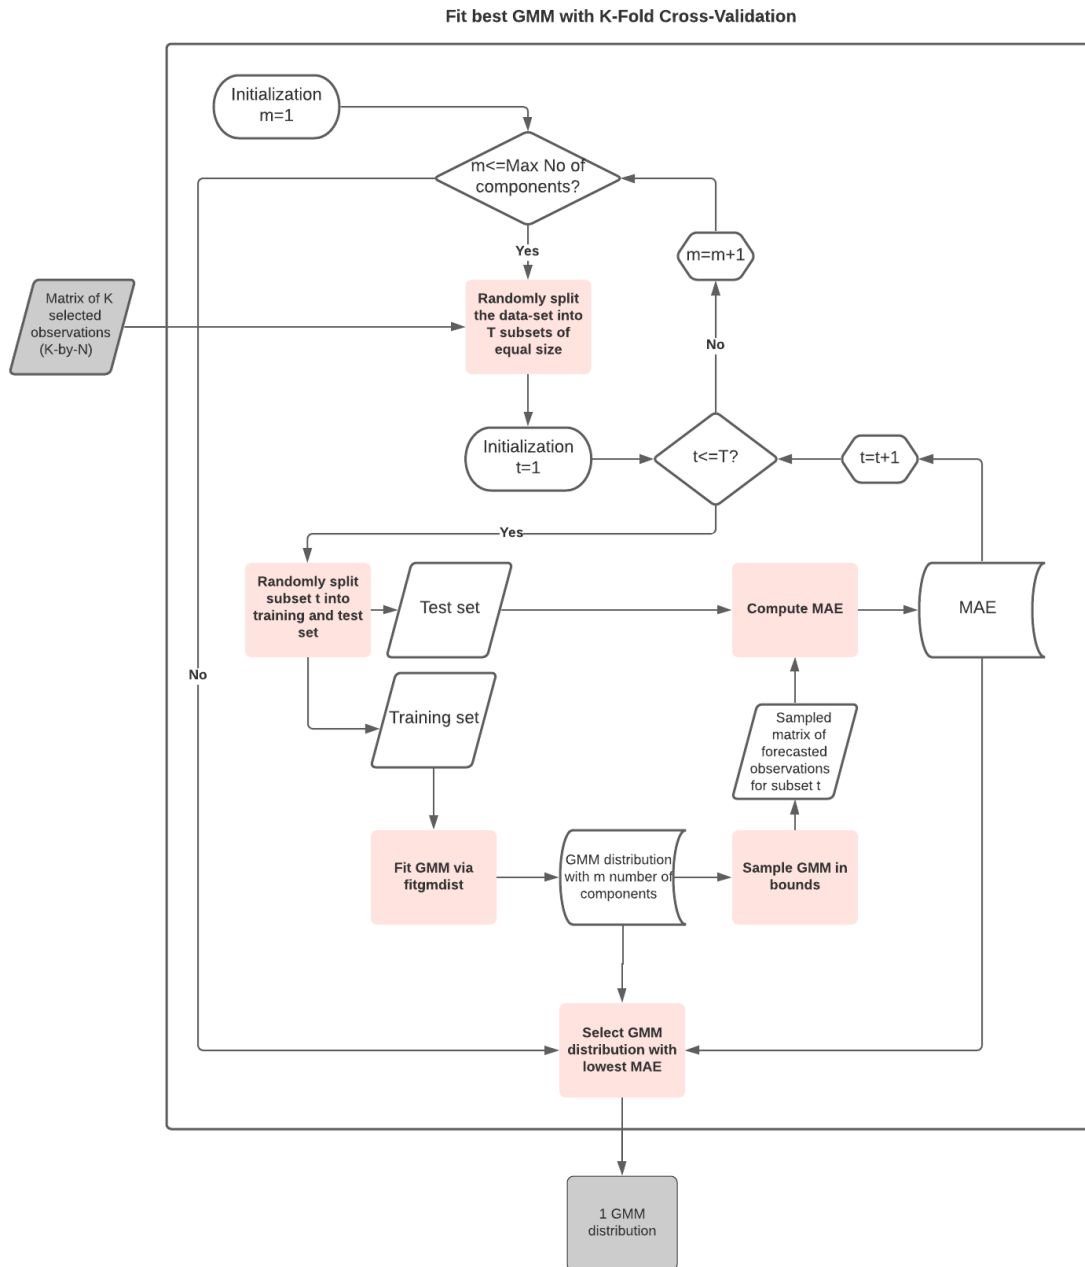 Fit best GMM with K-Fold Cross-Validation
Initialization
m=1
m<=Max No of
components?
Yes
m=m+1
Matrix of K
selected
observations
(K-by-N)
Randomly split
the data-set into
T subsets of
equal size
No
Initialization
t=1
t<=T?
t=t+1
Yes
Randomly split
subset t into
training and test
set
Test set
Compute MAE
MAE
No
Training set
Sampled
matrix of
forecasted
observations
for subset t
Fit GMM via
fitgmdist
GMM distribution
with m number of
components
Sample GMM in
bounds
Select GMM
distribution with
lowest MAE
1 GMM
distribution